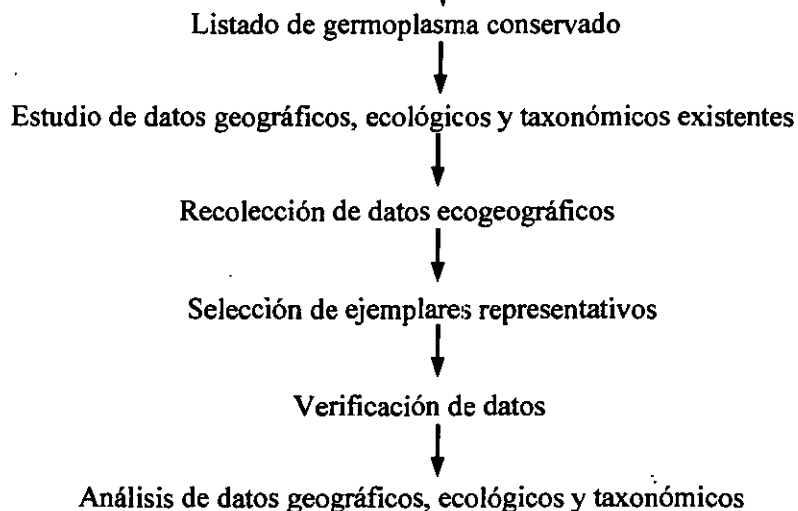 Listado de germoplasma conservado
Estudio de datos geográficos, ecológicos y taxonómicos existentes
Recolección de datos ecogeográficos
Selección de ejemplares representativos
Verificación de datos
Análisis de datos geográficos, ecológicos y taxonómicos